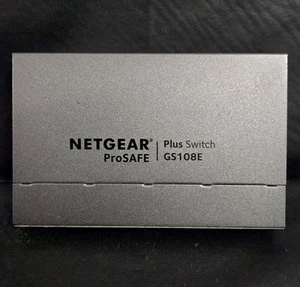 NETGEAR® | Plus Switch
ProSAFE | GS108E